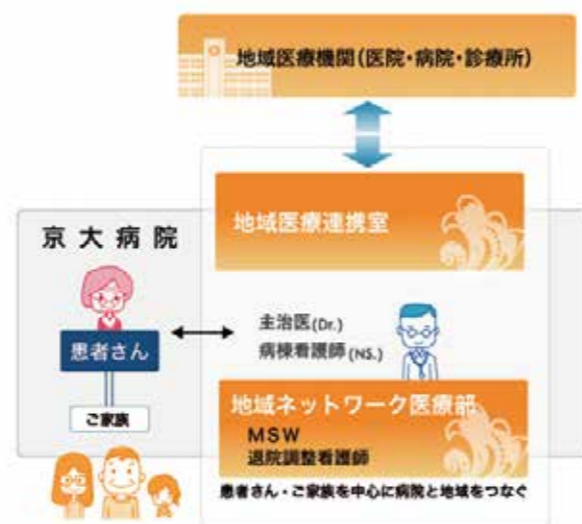 地域医療機関(医院・病院・診療所)
地域医療連携室
京大病院
患者さん
主治医(Dr.)
病棟看護師(NS.)
ご家族
地域ネットワーク医療部
MSW
退院調整看護師
患者さん・ご家族を中心に病院と地域をつなぐ